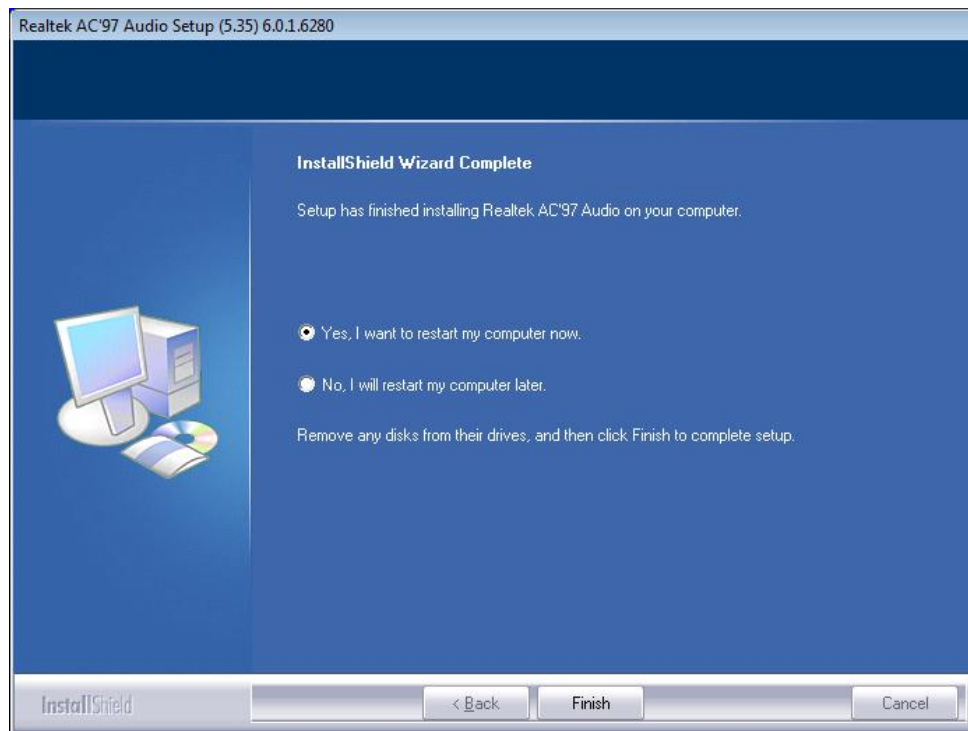 Realtek AC'97 Audio Setup (5.35) 6.0.1.6280
InstallShield Wizard Complete
Setup has finished installing Realtek AC'97 Audio on your computer.
Yes, I want to restart my computer now.
No, I will restart my computer later.
Remove any disks from their drives, and then click Finish to complete setup.
InstallShield
< Back
Finish
Cancel